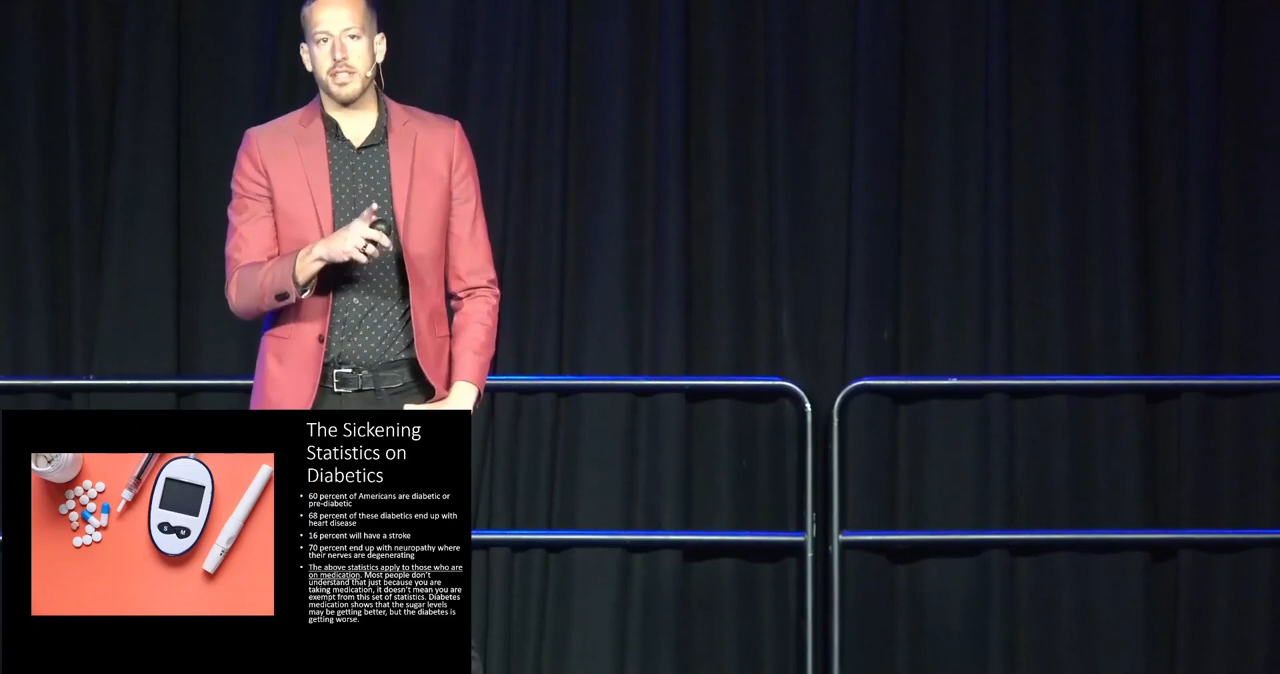 The Sickening
Statistics on
Diabetics
• 60 percent of Americans are diabetic or
pre-diabetic
• 68 percent of these diabetics end up with
heart disease
• 16 percent will have a stroke
• 70 percent end up with neuropathy where
their nerves are degenerating
• The above statistics apply to those who are
on medication. Most people don't
understand that just because you are
taking medication, it doesn't mean you are
exempt from this set of statistics. Diabetes
medication shows that the sugar levels
may be getting better, but the diabetes is
getting worse.
S M